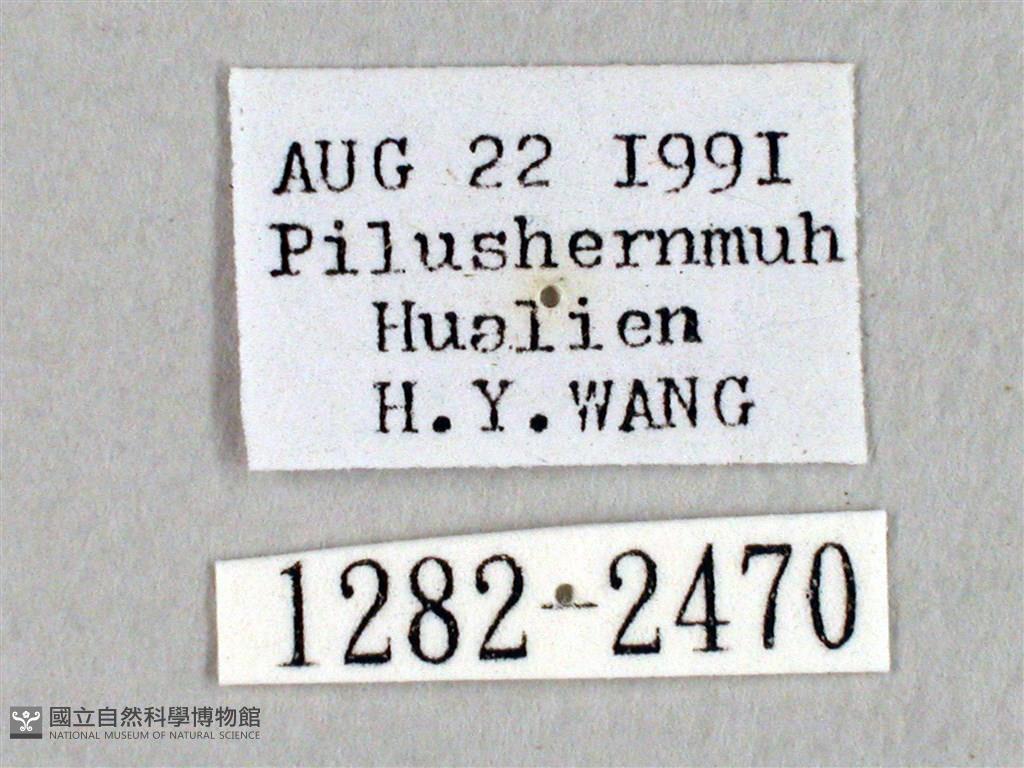 AUG 22 1991
Pilushernmuh
Hualien
H.Y.WANG
1282-2470
國立自然科學博物館
NATIONAL MUSEUM OF NATURAL SCIENCE